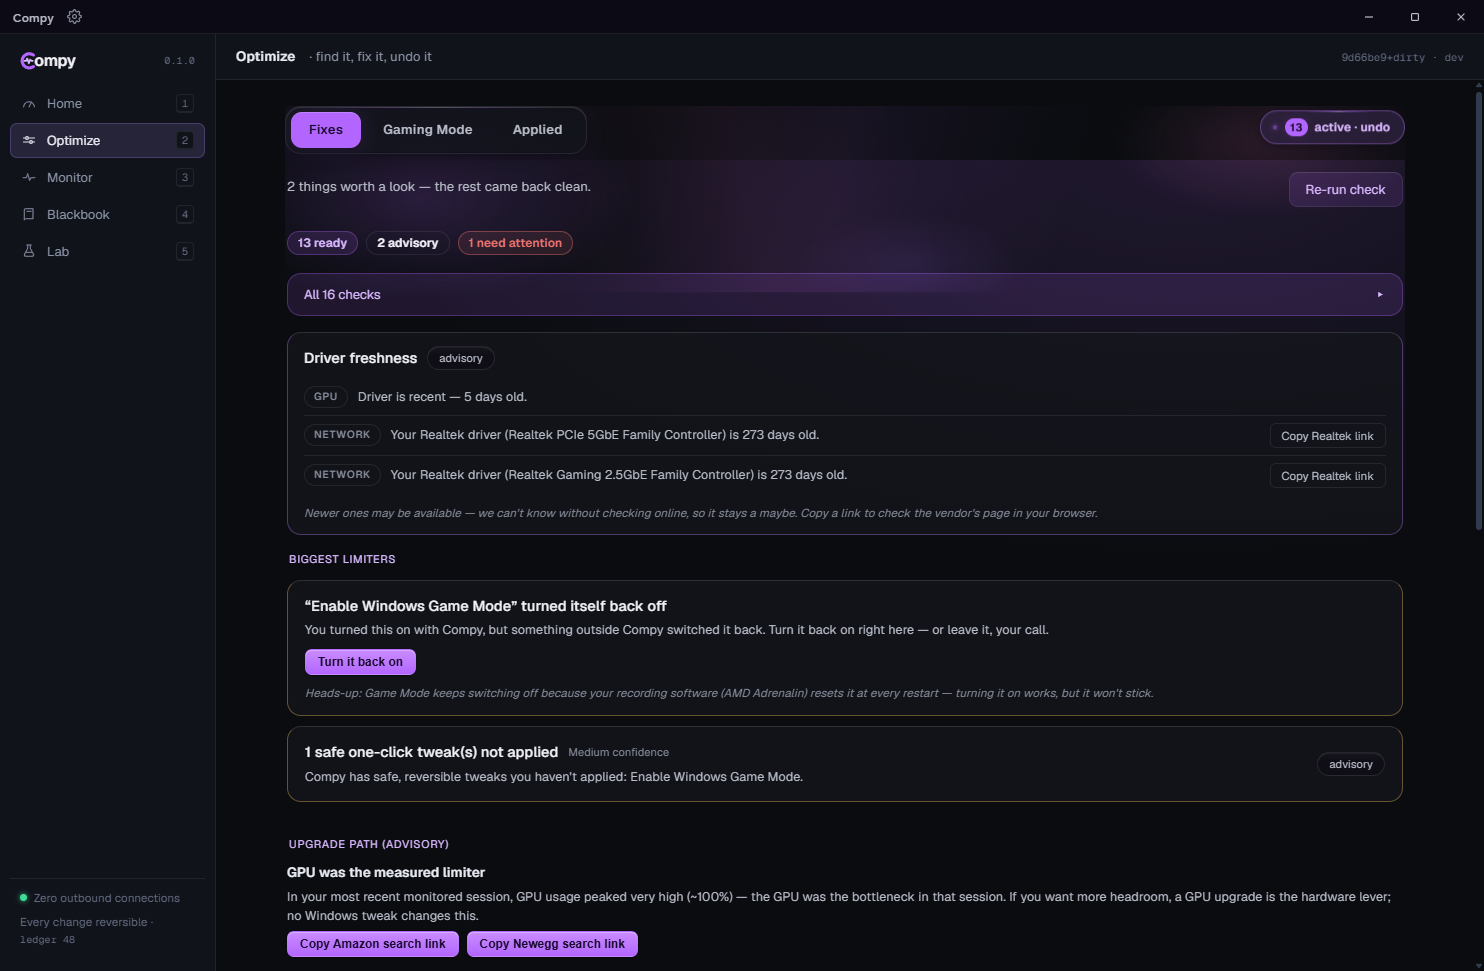 Compy
Compy
0.1.0
Home
1
Optimize
2
Monitor
3
Blackbook
4
Lab
5
Zero outbound connections
Every change reversible ·
ledger 48
Optimize · find it, fix it, undo it
9d66be9+dirty · dev
Fixes
Gaming Mode
Applied
13 active · undo
2 things worth a look — the rest came back clean.
Re-run check
13 ready
2 advisory
1 need attention
All 16 checks
Driver freshness
advisory
GPU
Driver is recent — 5 days old.
NETWORK
Your Realtek driver (Realtek PCIe 5GbE Family Controller) is 273 days old.
Copy Realtek link
NETWORK
Your Realtek driver (Realtek Gaming 2.5GbE Family Controller) is 273 days old.
Copy Realtek link
Newer ones may be available — we can't know without checking online, so it stays a maybe. Copy a link to check the vendor's page in your browser.
BIGGEST LIMITERS
“Enable Windows Game Mode” turned itself back off
You turned this on with Compy, but something outside Compy switched it back. Turn it back on right here — or leave it, your call.
Turn it back on
Heads-up: Game Mode keeps switching off because your recording software (AMD Adrenalin) resets it at every restart — turning it on works, but it won't stick.
1 safe one-click tweak(s) not applied
Medium confidence
Compy has safe, reversible tweaks you haven't applied: Enable Windows Game Mode.
advisory
UPGRADE PATH (ADVISORY)
GPU was the measured limiter
In your most recent monitored session, GPU usage peaked very high (~100%) — the GPU was the bottleneck in that session. If you want more headroom, a GPU upgrade is the hardware lever;
no Windows tweak changes this.
Copy Amazon search link
Copy Newegg search link